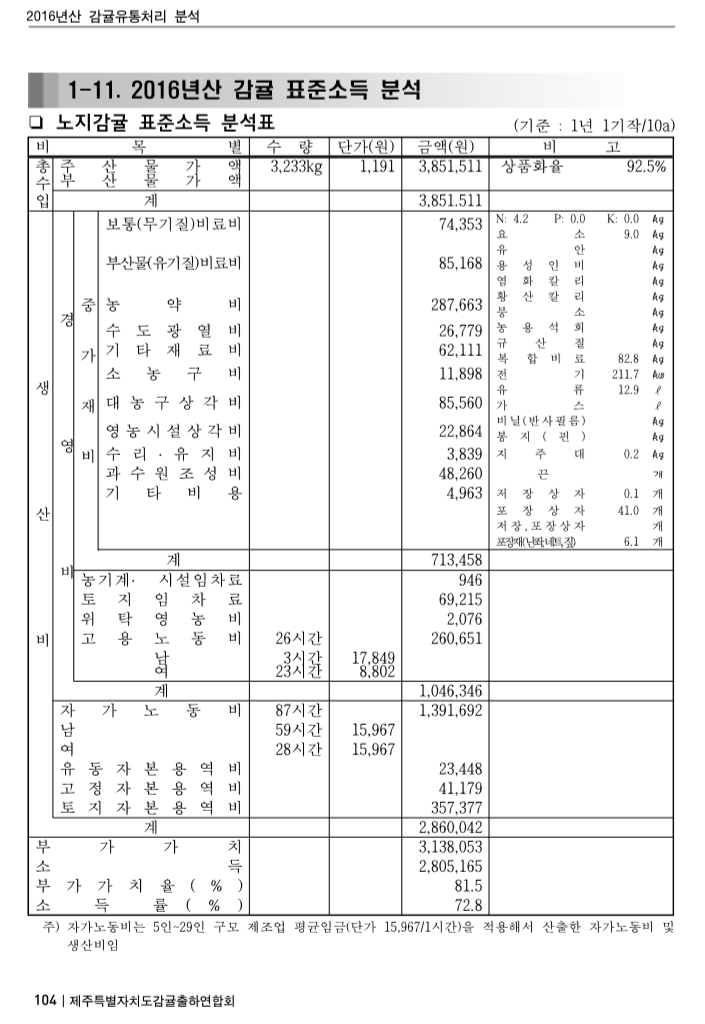 2016년산 감귤유통처리 분석
1-11. 2016년산 감귤 표준소득 분석
❏ 노지감귤 표준소득 분석표 (기준 : 1년 1기작/10a)
비 목 별 수 량 단가(원) 금액(원) 비 고
총수입 주 산 물 가 액 3,233kg 1,191 3,851,511 상품화율 92.5%
부 산 물 가 액
계 3,851.511
생산비 경영비 중가재비
보통(무기질)비료비 74,353 N: 4.2 P: 0.0 K: 0.0 kg
요 소 9.0 kg
유 안 kg
부산물(유기질)비료비 85,168 용 성 인 비 kg
염 화 칼 리 kg
황 산 칼 리 kg
농 약 비 287,663 붕 소 kg
수 도 광 열 비 26,779 농 용 석 회 kg
기 타 재 료 비 62,111 규 산 질 kg
복 합 비 료 82.8 kg
소 농 구 비 11,898 전 기 211.7 ㎾
유 류 12.9 ℓ
대 농 구 상 각 비 85,560 가 스 ℓ
비닐(반사필름) kg
영농시설상각비 22,864 봉 지 ( 핀 ) kg
수 리 · 유 지 비 3,839 지 주 대 0.2 kg
과 수 원 조 성 비 48,260 끈 개
기 타 비 용 4,963 저 장 상 자 0.1 개
포 장 상 자 41.0 개
저장,포장상자 개
포장재(난좌,네트,짚) 6.1 개
계 713,458
농기계· 시설임차료 946
토 지 임 차 료 69,215
위 탁 영 농 비 2,076
고 용 노 동 비 26시간 260,651
남 3시간 17,849
여 23시간 8,802
계 1,046,346
자 가 노 동 비 87시간 1,391,692
남 59시간 15,967
여 28시간 15,967
유 동 자 본 용 역 비 23,448
고 정 자 본 용 역 비 41,179
토 지 자 본 용 역 비 357,377
계 2,860,042
부 가 가 치 3,138,053
소 득 2,805,165
부 가 가 치 율 ( % ) 81.5
소 득 률 ( % ) 72.8
주) 자가노동비는 5인~29인 구모 제조업 평균임금(단가 15,967/1시간)을 적용해서 산출한 자가노동비 및
생산비임
104 | 제주특별자치도감귤출하연합회